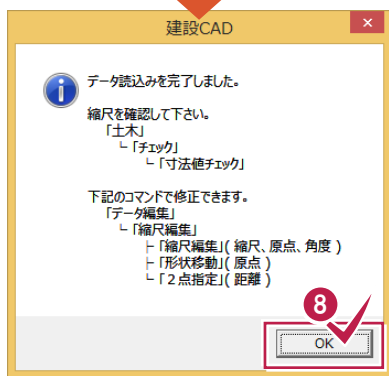 建設CAD
データ読込みを完了しました。
縮尺を確認して下さい。
「土木」
└「チェック」
└「寸法値チェック」
下記のコマンドで修正できます。
「データ編集」
└「縮尺編集」
├「縮尺編集」( 縮尺、原点、角度 )
├「形状移動」( 原点 )
└「２点指定」( 距離 )
8
OK